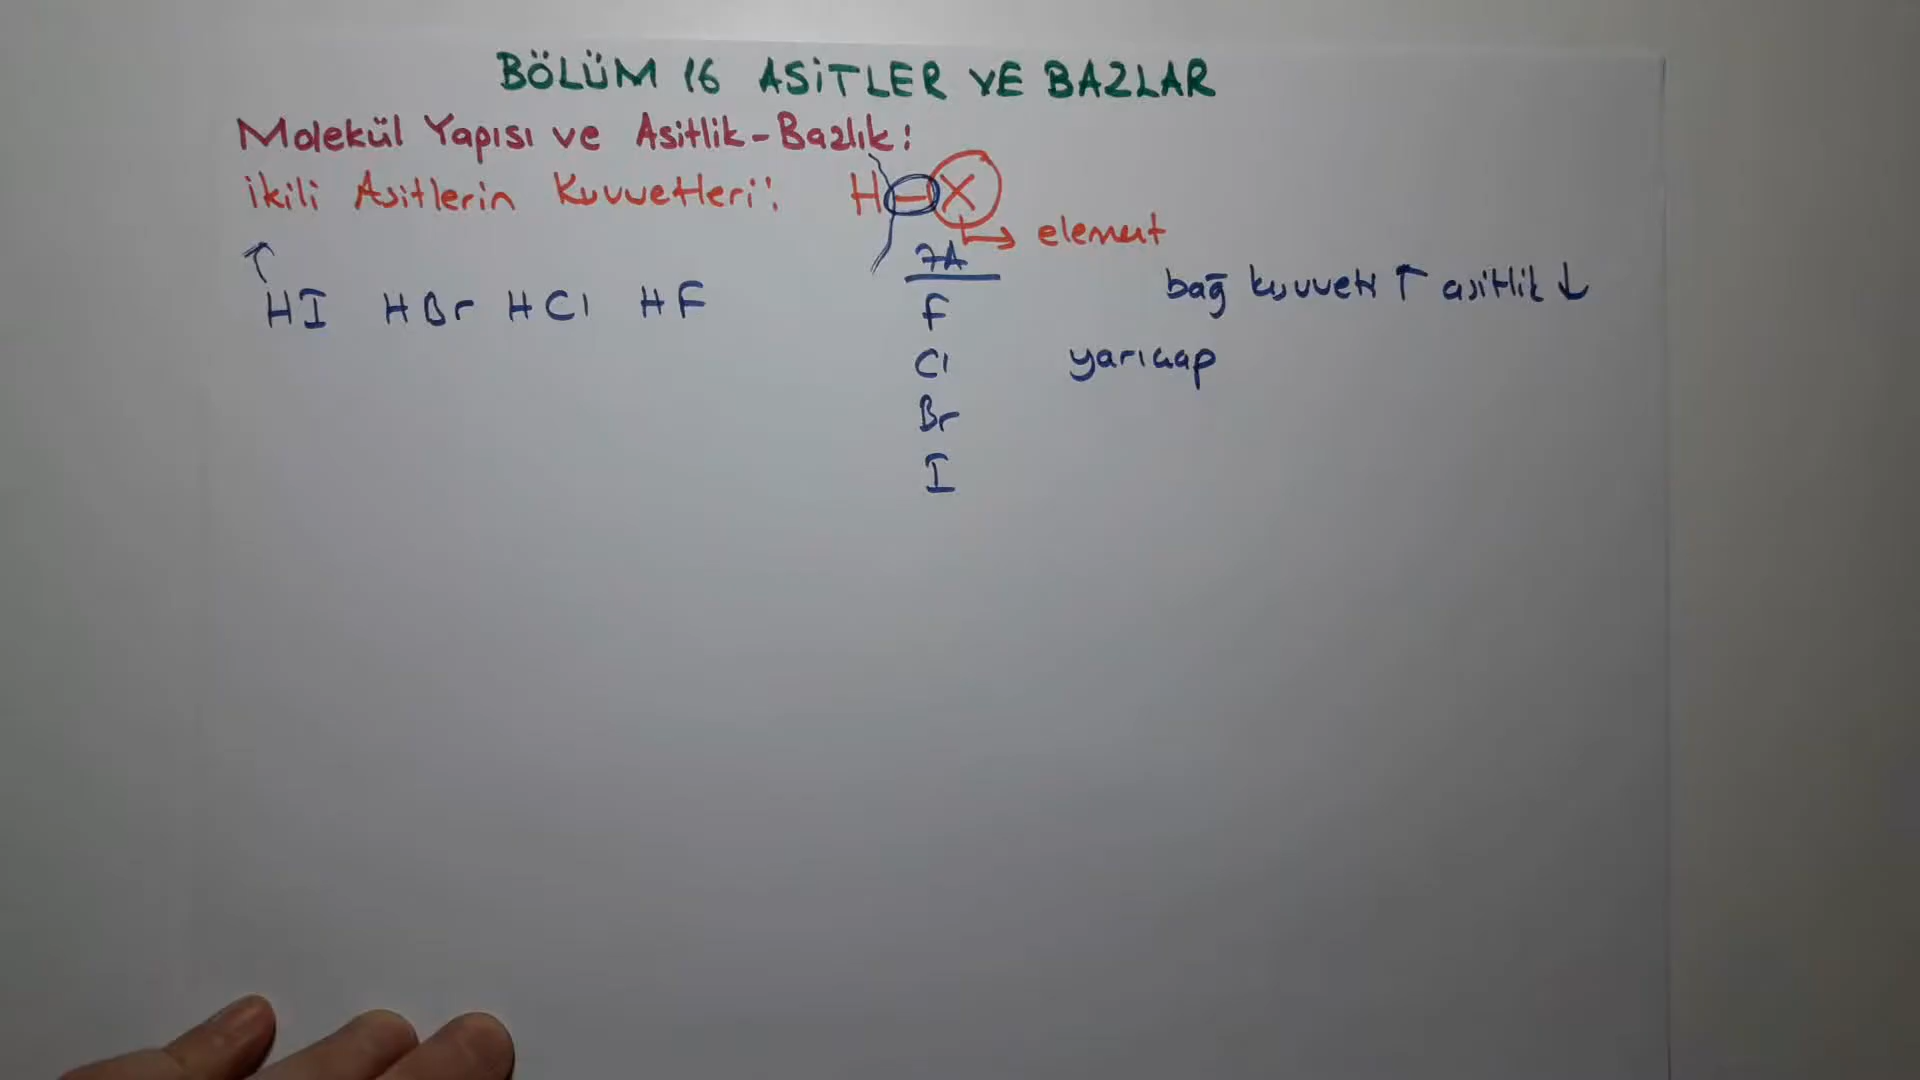 BÖLÜM 16 ASİTLER VE BAZLAR
Molekül Yapısı ve Asitlik-Bazlık:
İkili Asitlerin Kuvvetleri: H-X
→ element
↑
7A
HI HBr HCl HF
bağ kuvveti ↑ asitlik ↓
F
Cl
yarıçap
Br
I